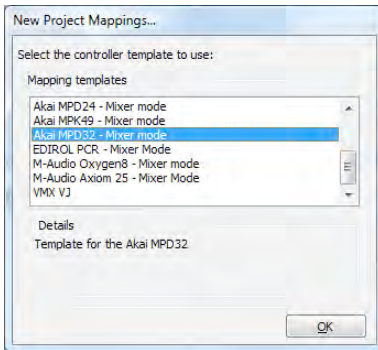 New Project Mappings...
Select the controller template to use:
Mapping templates
Akai MPD24 - Mixer mode
Akai MPK49 - Mixer mode
Akai MPD32 - Mixer mode
EDIROL PCR - Mixer Mode
M-Audio Oxygen8 - Mixer mode
M-Audio Axiom 25 - Mixer Mode
VMX VJ
Details
Template for the Akai MPD32
OK